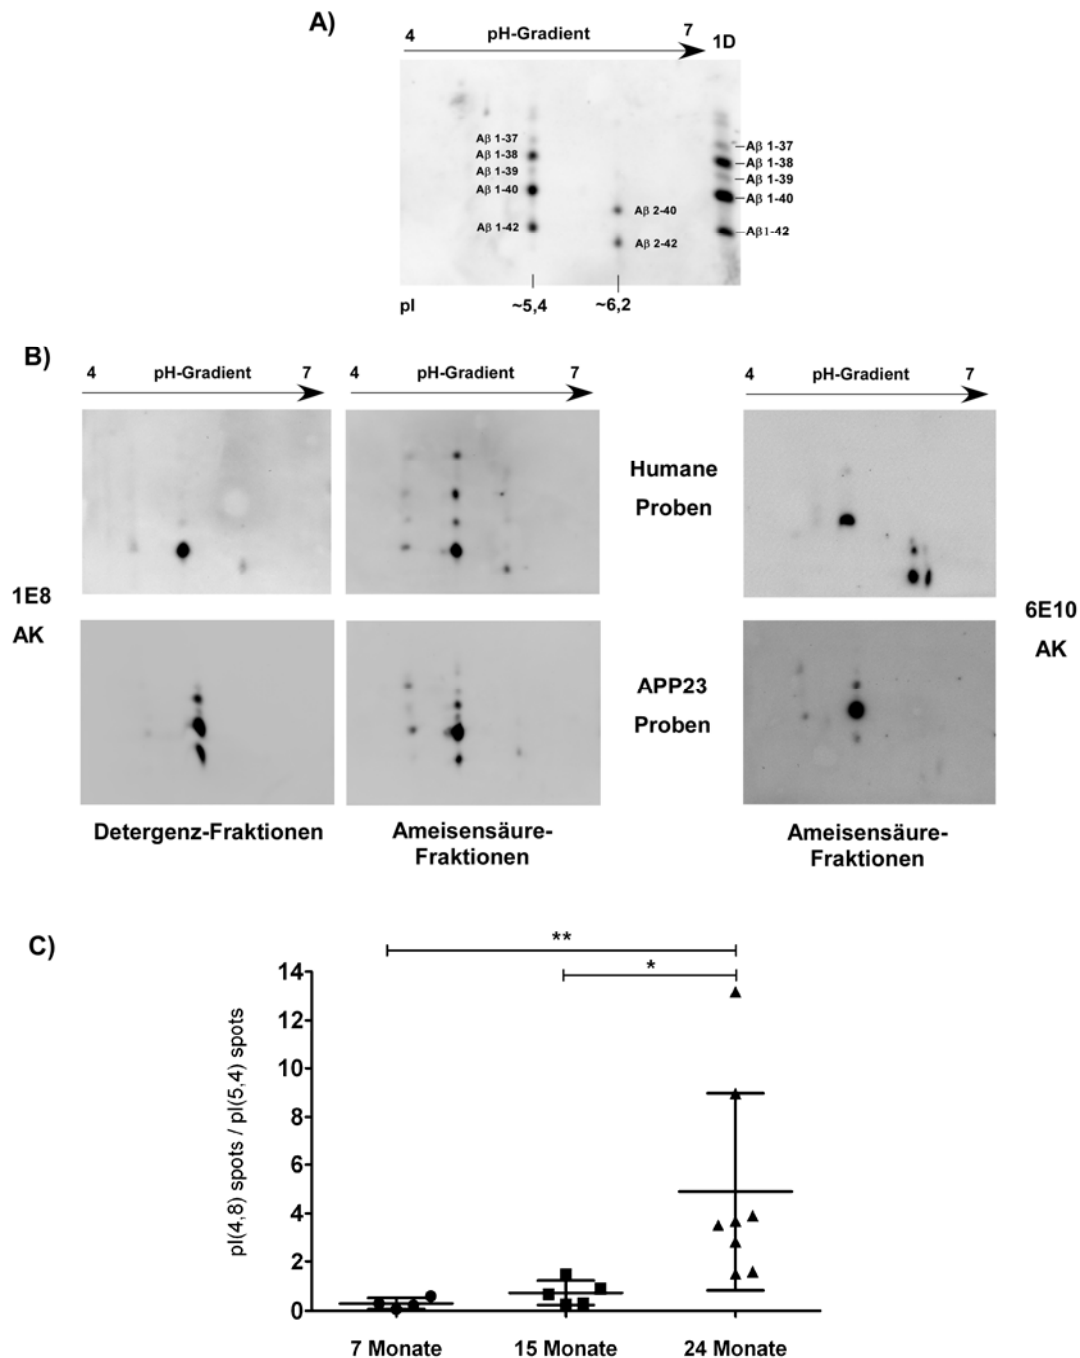 A)
4 pH-Gradient 7 1D
Aβ 1-37
Aβ 1-38
Aβ 1-39
Aβ 1-40
Aβ 1-42
Aβ 2-40
Aβ 2-42
Aβ 1-37
Aβ 1-38
Aβ 1-39
Aβ 1-40
Aβ1-42
pI ~5,4 ~6,2
B)
4 pH-Gradient 7
4 pH-Gradient 7
4 pH-Gradient 7
1E8
AK
Humane
Proben
APP23
Proben
6E10
AK
Detergenz-Fraktionen
Ameisensäure-
Fraktionen
Ameisensäure-
Fraktionen
C)
**
*
pI(4,8) spots / pI(5,4) spots
14
12
10
8
6
4
2
0
7 Monate 15 Monate 24 Monate